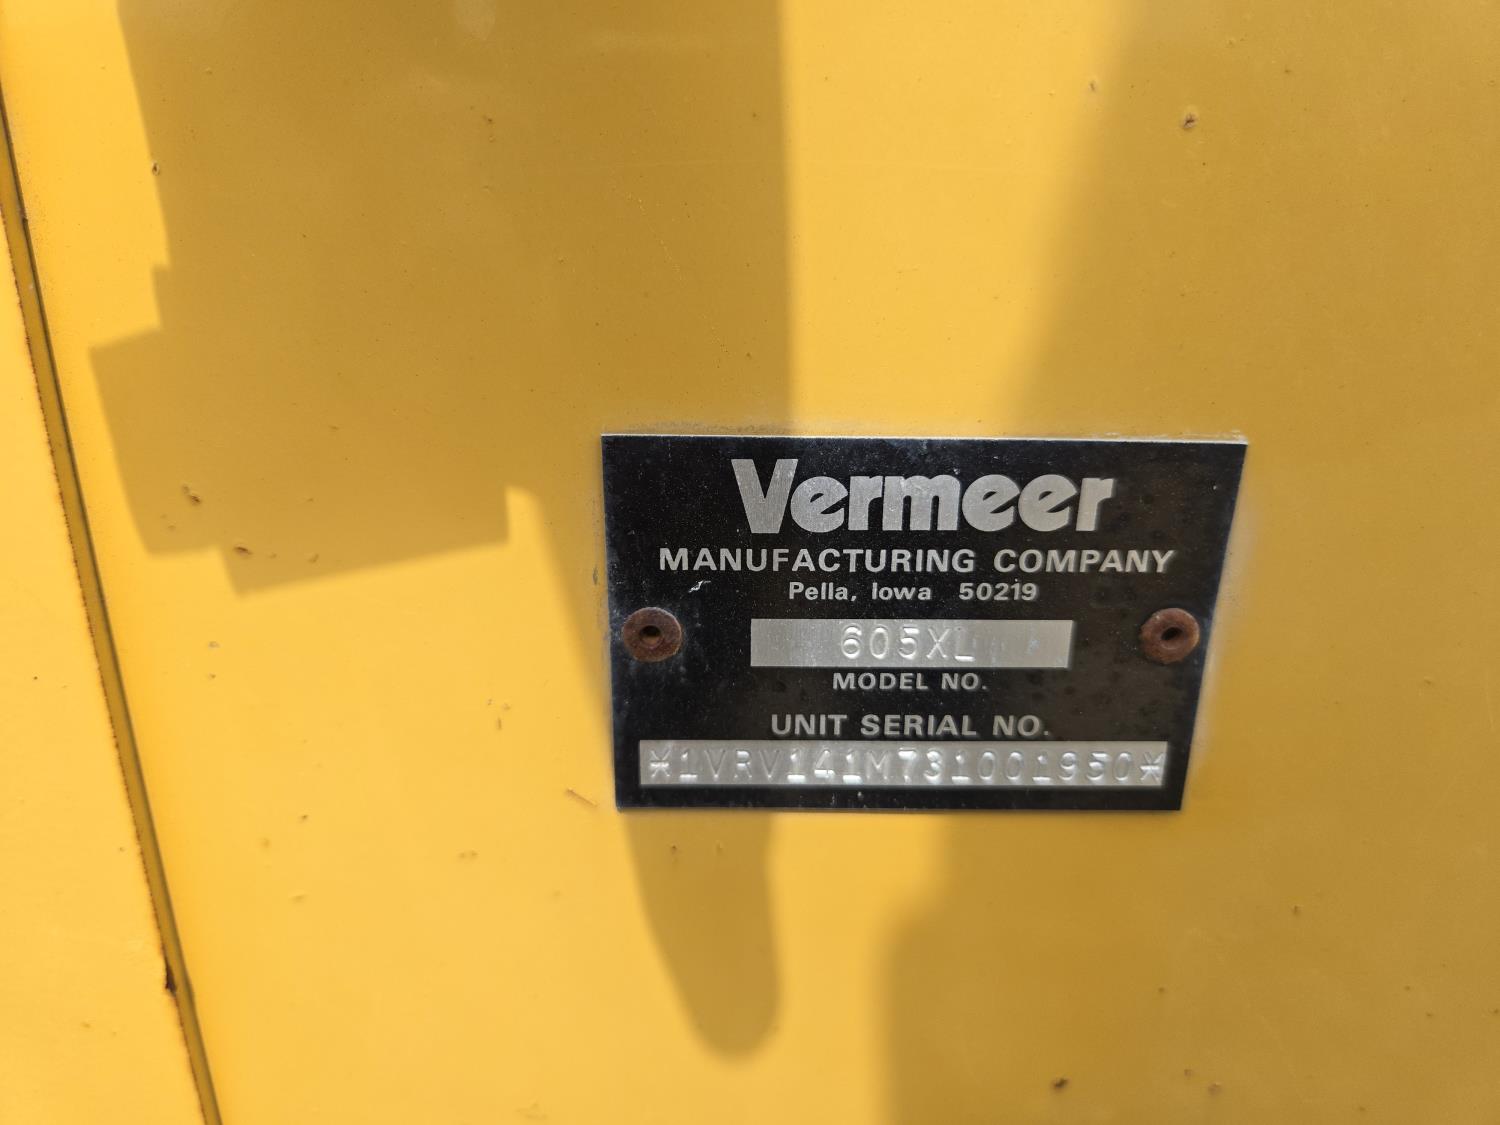 Vermeer
MANUFACTURING COMPANY
Pella, Iowa 50219
605XL
MODEL NO.
UNIT SERIAL NO.
*1VRV141M731001950*